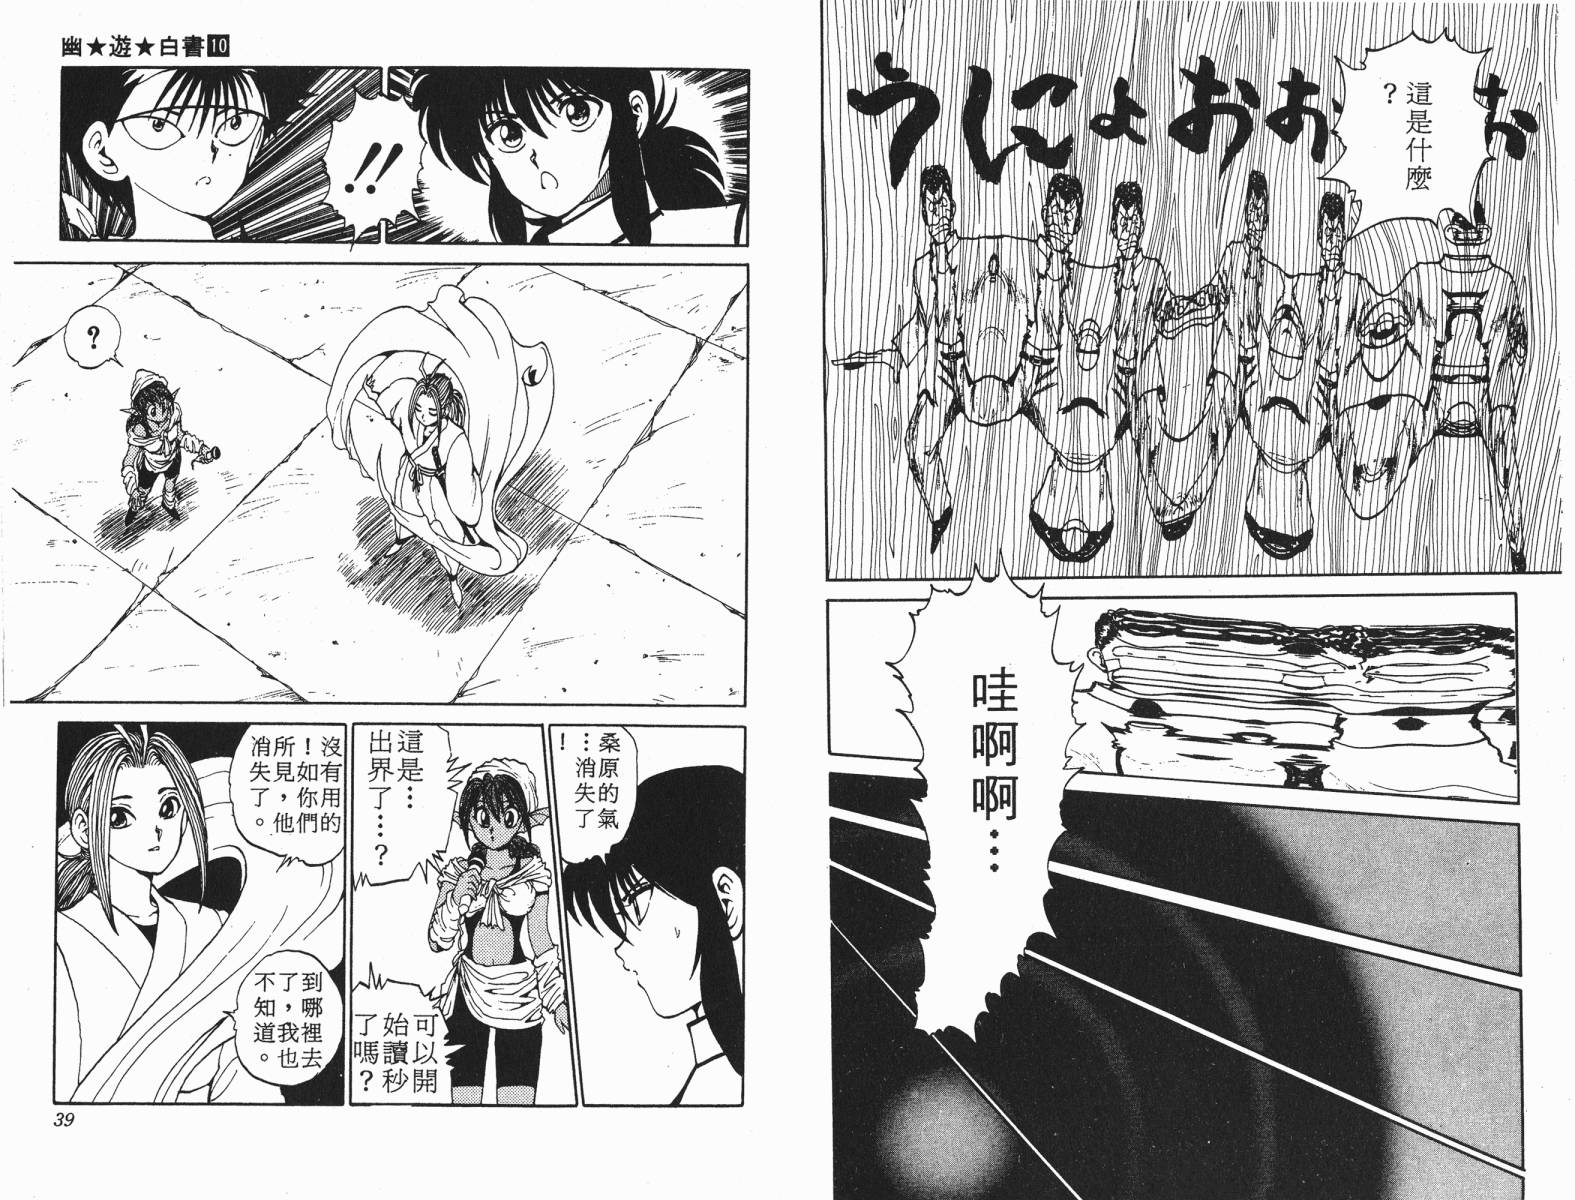 這是什麼
?
うにょおおおお
哇啊啊…
幽★遊★白書10
!!
?
桑原的氣
…消失了
!
這是…
出界了…?
可以開
始讀秒
了嗎?
沒有用的
!如你們
所見,他
消失了。
到哪裡去
了,我也
不知道。
39